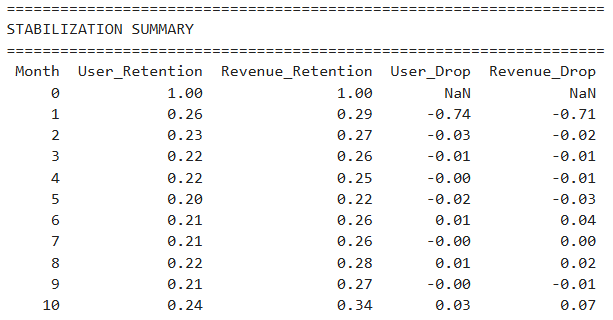 ==================================================================
STABILIZATION SUMMARY
==================================================================
Month  User_Retention  Revenue_Retention  User_Drop  Revenue_Drop
    0            1.00               1.00        NaN           NaN
    1            0.26               0.29      -0.74         -0.71
    2            0.23               0.27      -0.03         -0.02
    3            0.22               0.26      -0.01         -0.01
    4            0.22               0.25      -0.00         -0.01
    5            0.20               0.22      -0.02         -0.03
    6            0.21               0.26       0.01          0.04
    7            0.21               0.26      -0.00          0.00
    8            0.22               0.28       0.01          0.02
    9            0.21               0.27      -0.00         -0.01
   10            0.24               0.34       0.03          0.07